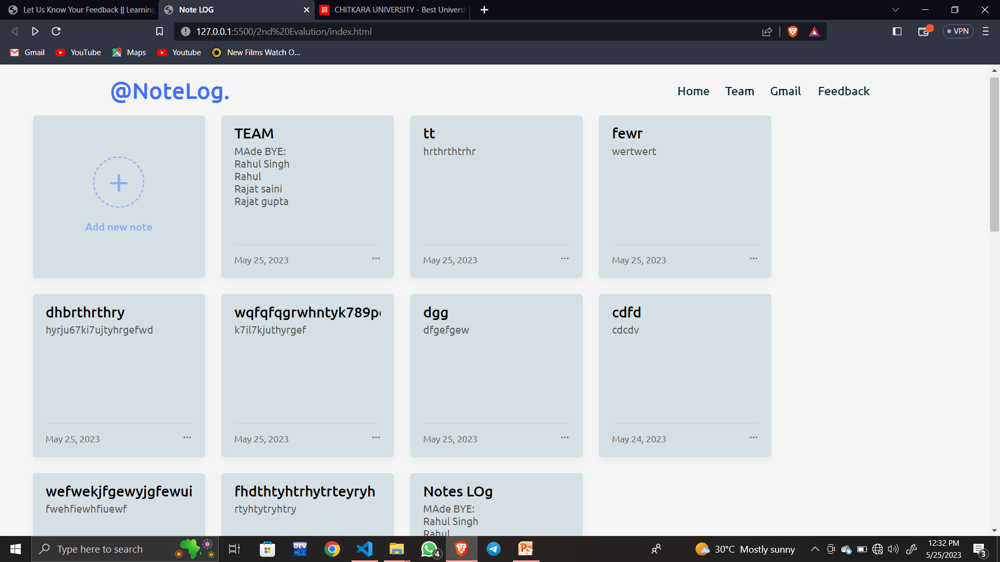 Let Us Know Your Feedback || Learning
Note LOG
CHITKARA UNIVERSITY - Best Universi
127.0.0.1:5500/2nd%20Evalution/index.html
VPN
Gmail
YouTube
Maps
Youtube
New Films Watch O...
@NoteLog.
Home
Team
Gmail
Feedback
Add new note
TEAM
MAde BYE:
Rahul Singh
Rahul
Rajat saini
Rajat gupta
May 25, 2023
tt
hrthrthtrhr
May 25, 2023
fewr
wertwert
May 25, 2023
dhbrthrthry
hyrju67ki7ujtyhrgefwd
May 25, 2023
wqfqfqgrwhntyk789p
k7il7kjuthyrgef
May 25, 2023
dgg
dfgefgew
May 25, 2023
cdfd
cdcdv
May 24, 2023
wefwekjfgewyjgfewui
fwehfiewhfiuewf
fhdthtyhtrhytrteyryh
rtyhtytryhtry
Notes LOg
MAde BYE:
Rahul Singh
Rahul
Type here to search
DEV
C++
4
30°C Mostly sunny
12:32 PM
5/25/2023
3